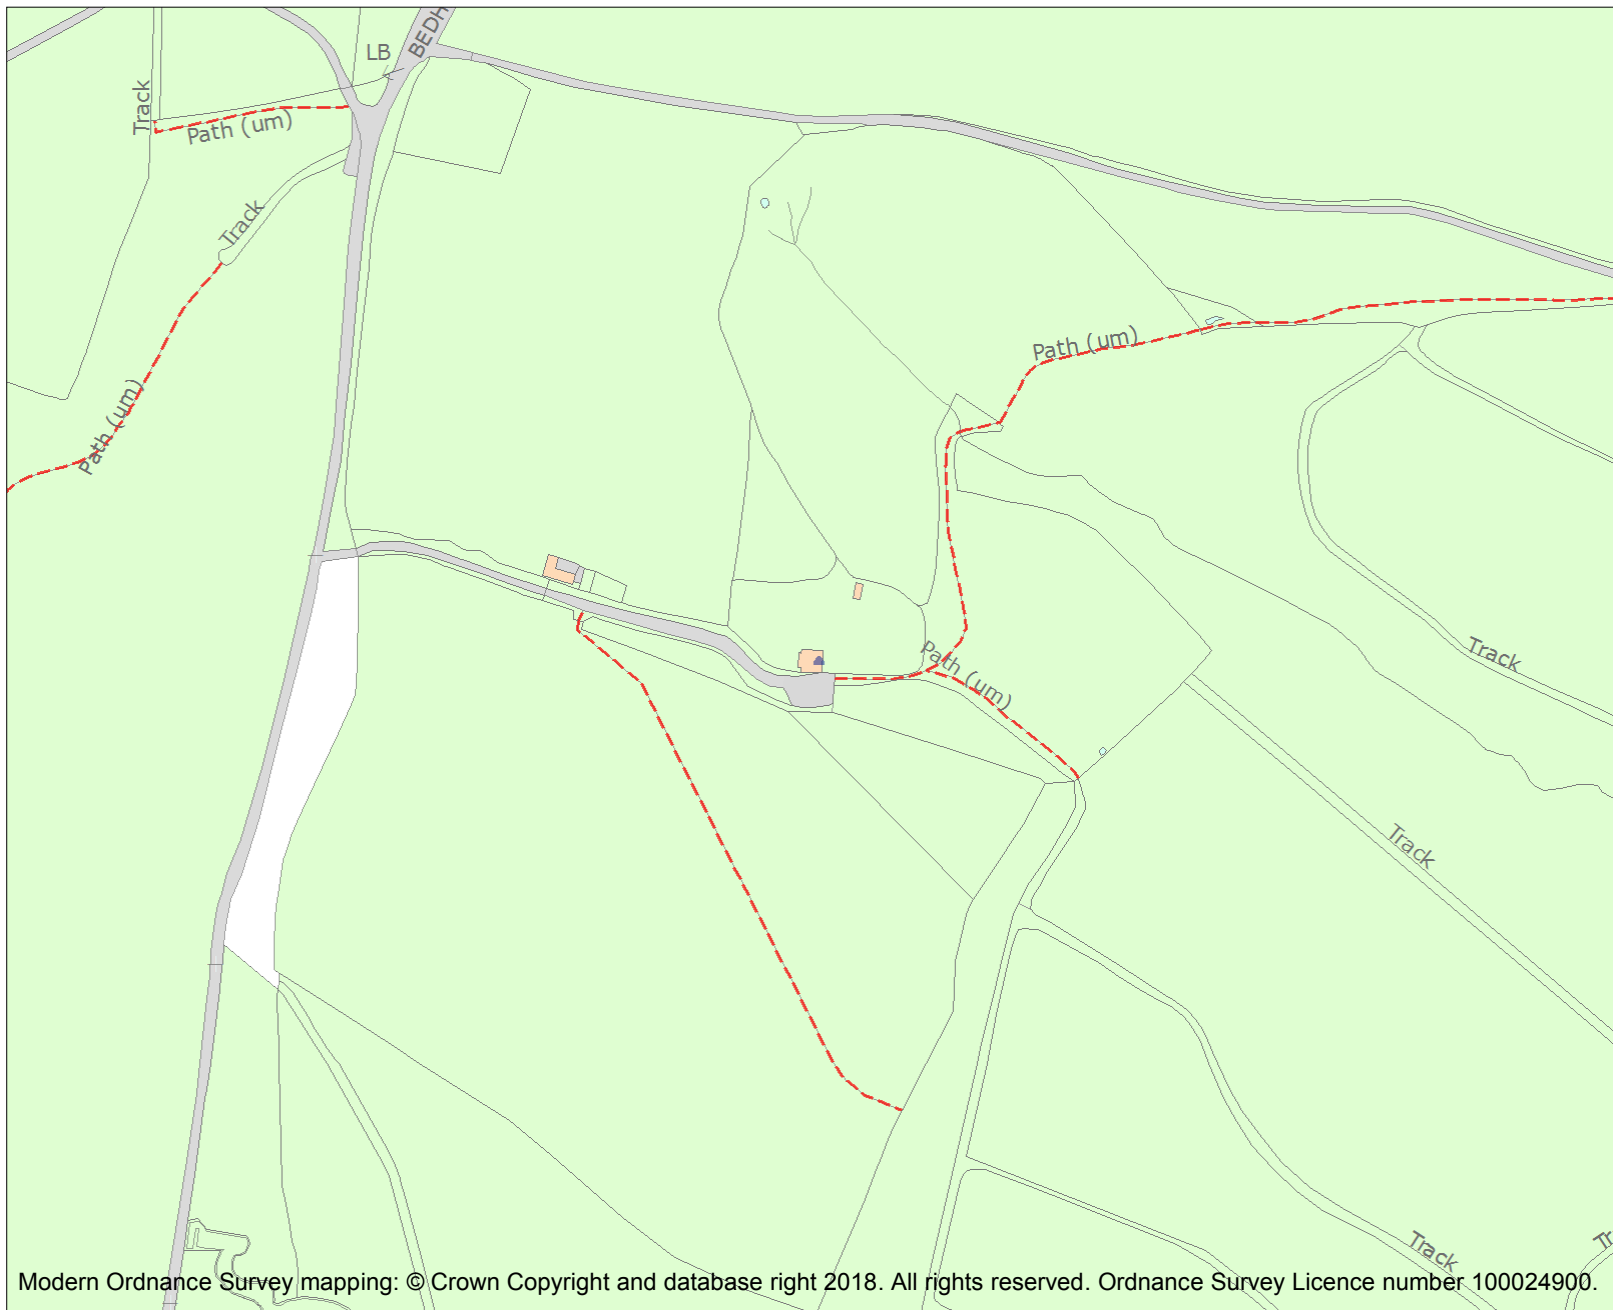 BEDH
LB
Track
Path (um)
Track
Path (um)
Path (um)
Path (um)
Track
Track
Track
Tr
Modern Ordnance Survey mapping: © Crown Copyright and database right 2018. All rights reserved. Ordnance Survey Licence number 100024900.